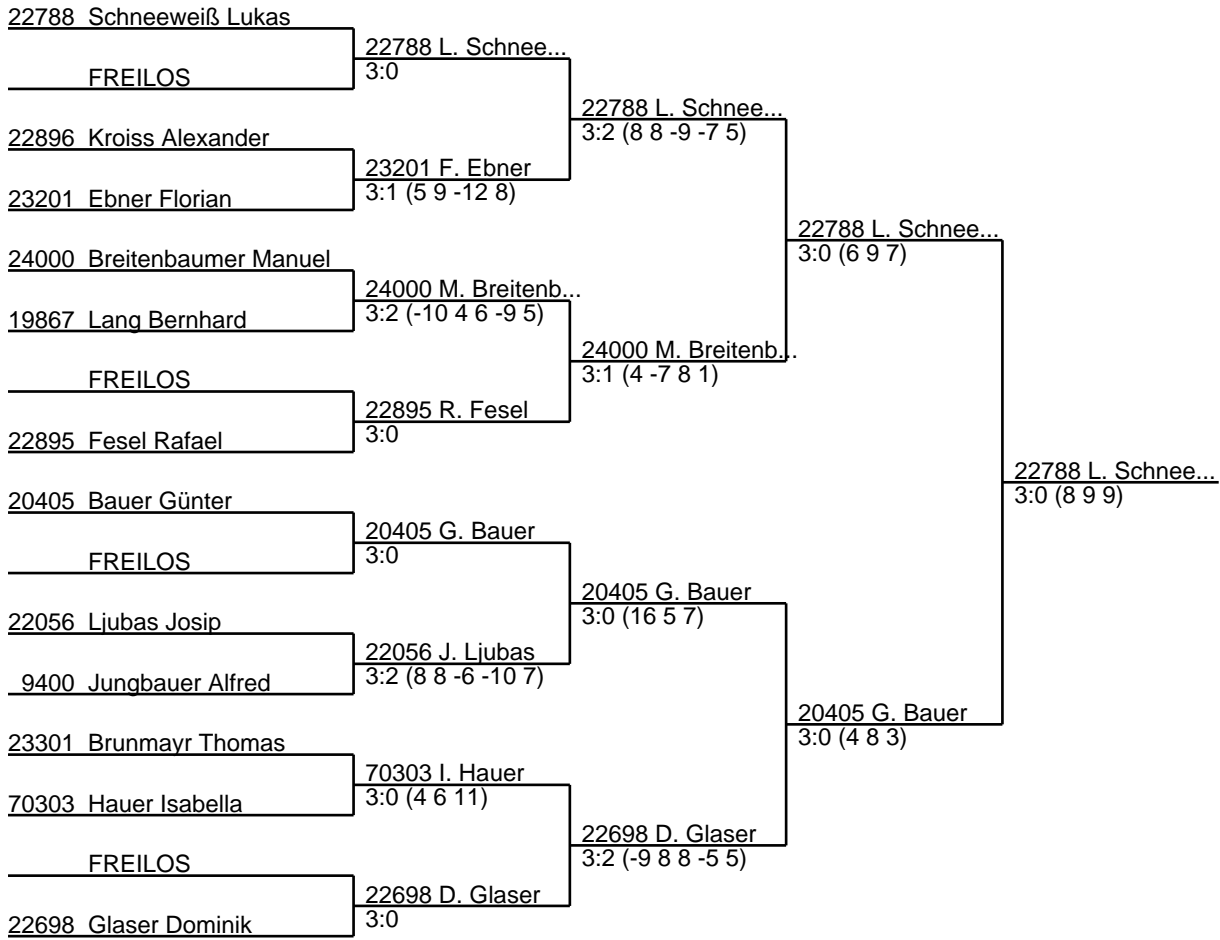 22788 Schneeweiß Lukas
FREILOS
22896 Kroiss Alexander
23201 Ebner Florian
24000 Breitenbaumer Manuel
19867 Lang Bernhard
FREILOS
22895 Fesel Rafael
20405 Bauer Günter
FREILOS
22056 Ljubas Josip
9400 Jungbauer Alfred
23301 Brunmayr Thomas
70303 Hauer Isabella
FREILOS
22698 Glaser Dominik
22788 L. Schnee...
3:0
23201 F. Ebner
3:1 (5 9 -12 8)
24000 M. Breitenb...
3:2 (-10 4 6 -9 5)
22895 R. Fesel
3:0
20405 G. Bauer
3:0
22056 J. Ljubas
3:2 (8 8 -6 -10 7)
70303 I. Hauer
3:0 (4 6 11)
22698 D. Glaser
3:0
22788 L. Schnee...
3:2 (8 8 -9 -7 5)
24000 M. Breitenb...
3:1 (4 -7 8 1)
20405 G. Bauer
3:0 (16 5 7)
22698 D. Glaser
3:2 (-9 8 8 -5 5)
22788 L. Schnee...
3:0 (6 9 7)
20405 G. Bauer
3:0 (4 8 3)
22788 L. Schnee...
3:0 (8 9 9)